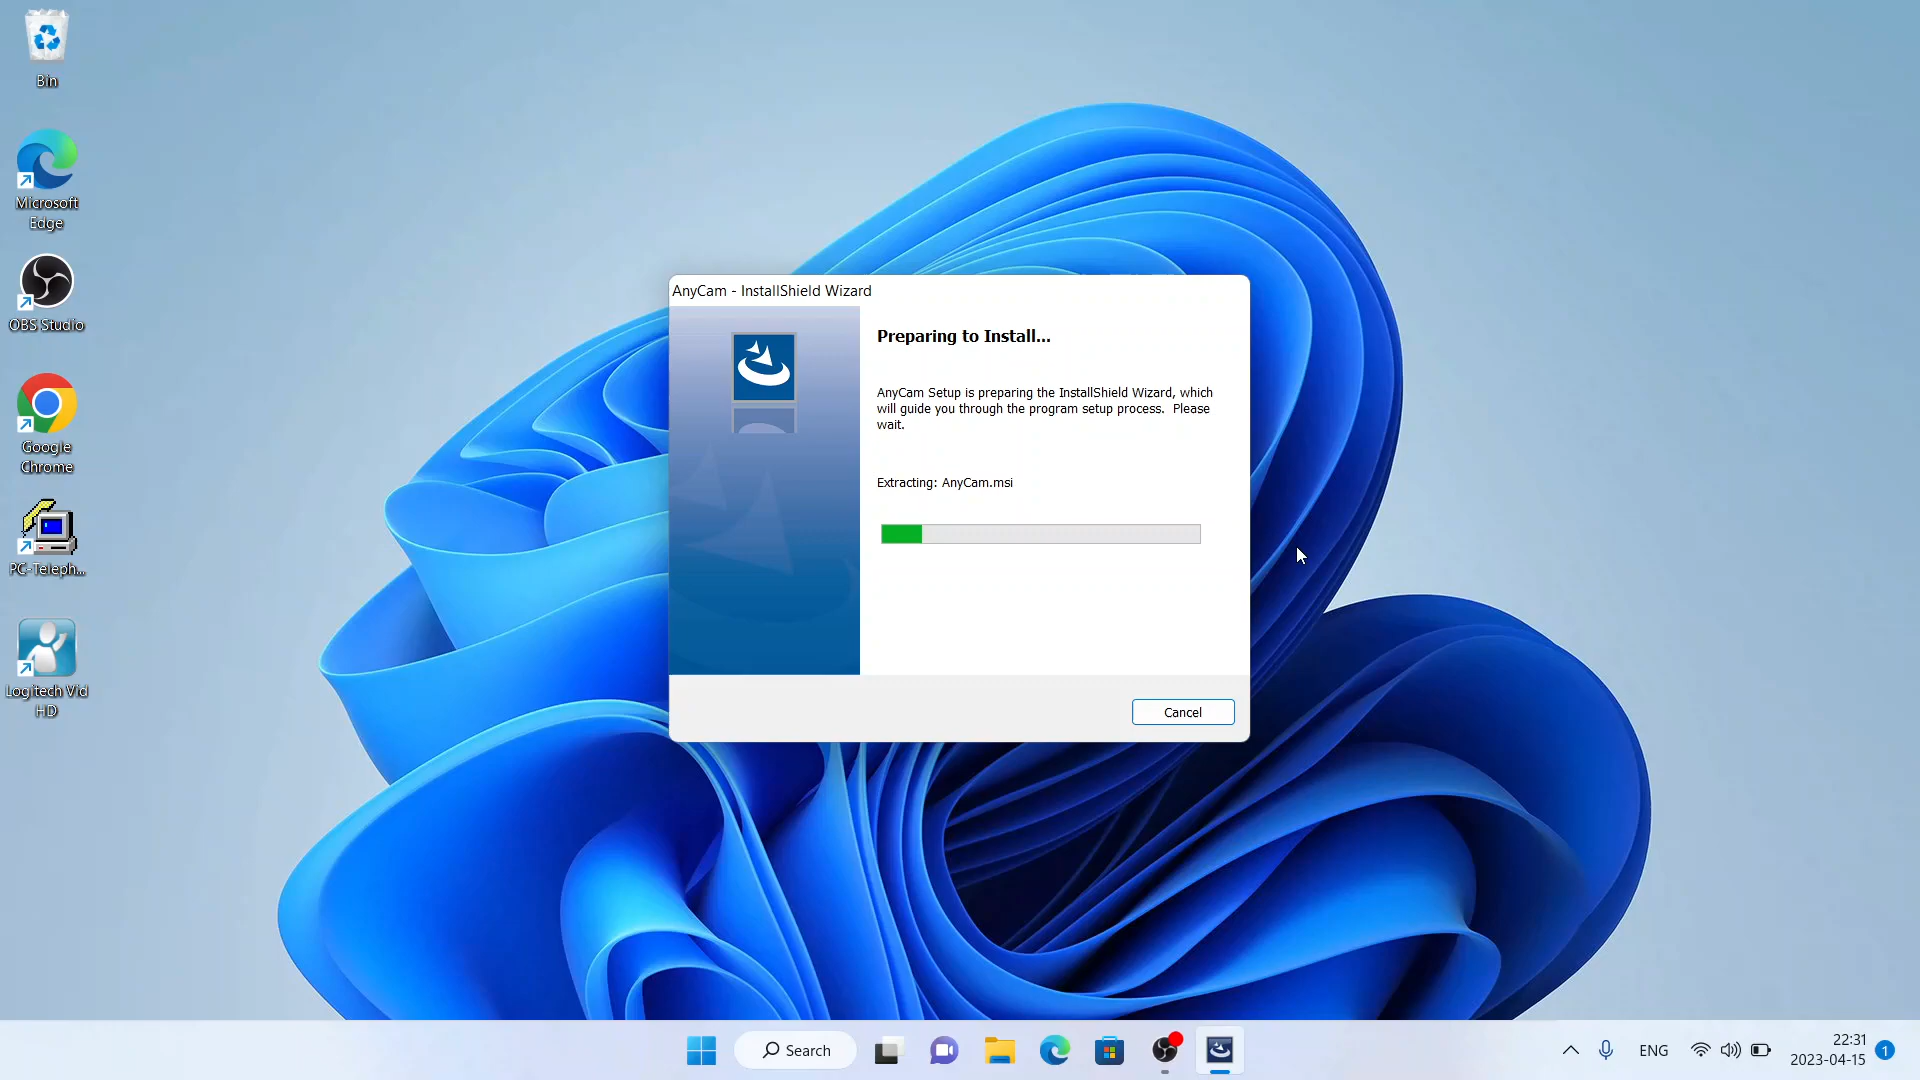 Bin
Microsoft
Edge
OBS Studio
Google
Chrome
PC-Teleph...
Logitech Vid
HD
AnyCam - InstallShield Wizard
Preparing to Install...
AnyCam Setup is preparing the InstallShield Wizard, which
will guide you through the program setup process. Please
wait.
Extracting: AnyCam.msi
Cancel
Search
ENG
22:31
2023-04-15
1